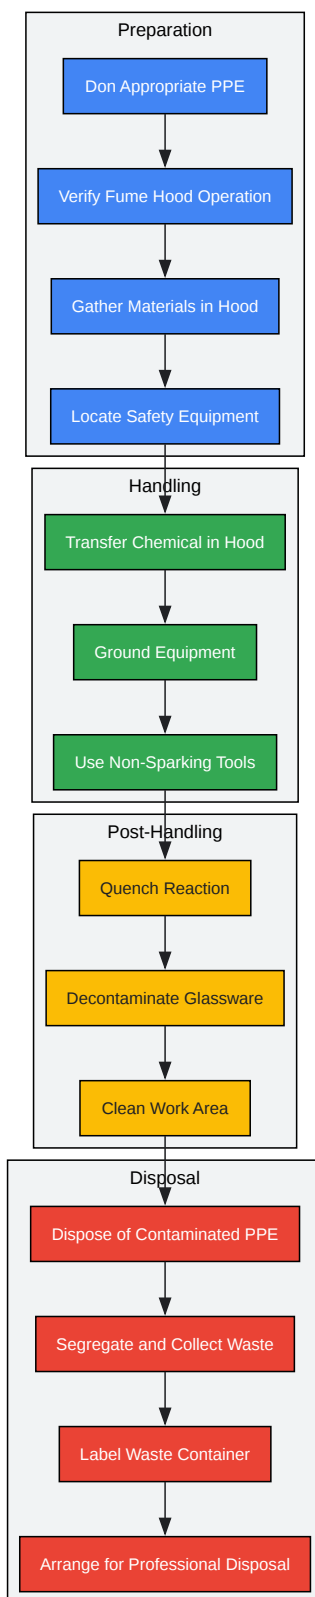 Preparation
Don Appropriate PPE
Verify Fume Hood Operation
Gather Materials in Hood
Locate Safety Equipment
Handling
Transfer Chemical in Hood
Ground Equipment
Use Non-Sparking Tools
Post-Handling
Quench Reaction
Decontaminate Glassware
Clean Work Area
Disposal
Dispose of Contaminated PPE
Segregate and Collect Waste
Label Waste Container
Arrange for Professional Disposal